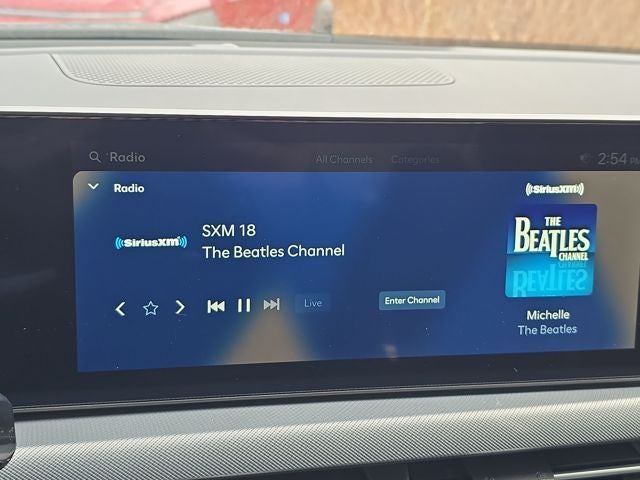 Radio
All Channels
Categories
2:54 PM
Radio
((SiriusXM))
((SiriusXM))
SXM 18
The Beatles Channel
THE
BEATLES
CHANNEL
Live
Enter Channel
Michelle
The Beatles